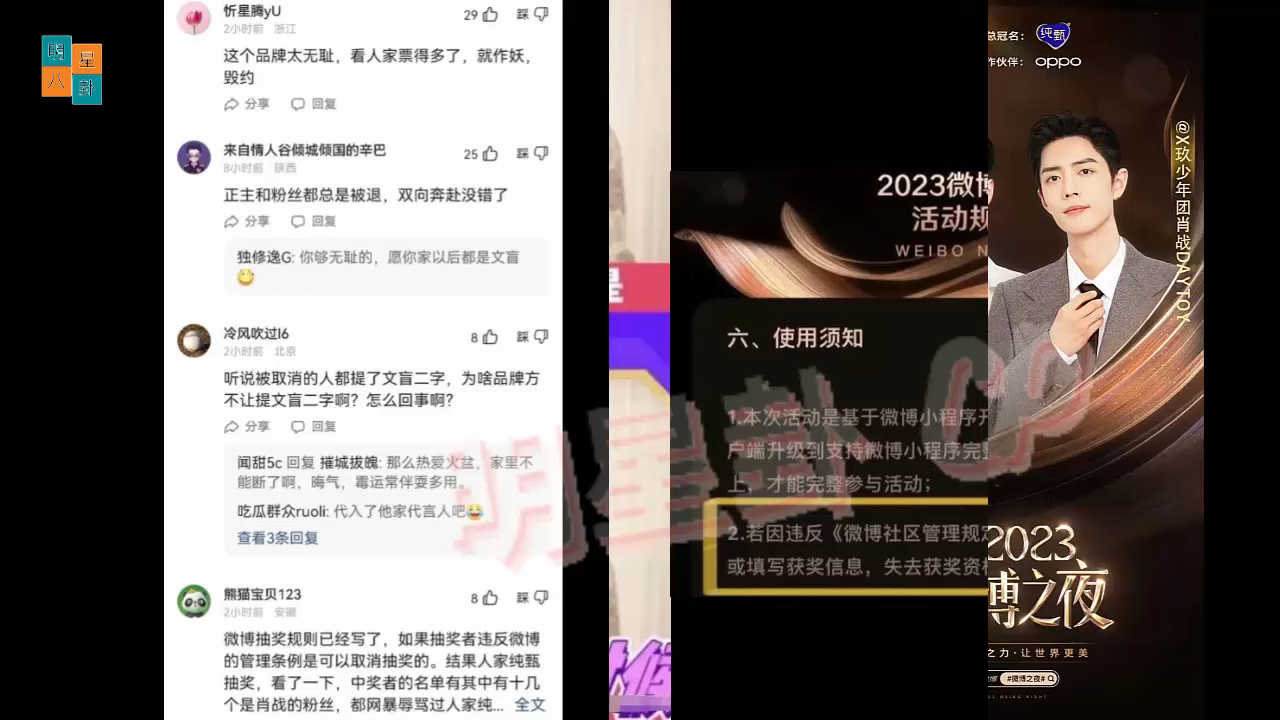 明
星
八
卦
忻星腾yU
29
踩
2小时前 浙江
这个品牌太无耻，看人家票得多了，就作妖，
毁约
分享
回复
来自情人谷倾城倾国的辛巴
25
踩
8小时前 陕西
正主和粉丝都总是被退，双向奔赴没错了
分享
回复
独修逸G: 你够无耻的，愿你家以后都是文盲
冷风吹过l6
8
踩
2小时前 北京
听说被取消的人都提了文盲二字，为啥品牌方
不让提文盲二字啊？怎么回事啊？
分享
回复
闻甜5c 回复 摧城拔魄: 那么热爱火盆，家里不
能断了啊，晦气，霉运常伴耍多用。
吃瓜群众ruoli: 代入了他家代言人吧
查看3条回复
熊猫宝贝123
8
踩
2小时前 安徽
微博抽奖规则已经写了，如果抽奖者违反微博
的管理条例是可以取消抽奖的。结果人家纯甄
抽奖，看了一下，中奖者的名单有其中有十几
个是肖战的粉丝，都网暴辱骂过人家纯... 全文
星
候
2023微博
活动规
WEIBO N
六、使用须知
1.本次活动是基于微博小程序开
户端升级到支持微博小程序完整
上，才能完整参与活动；
2.若因违反《微博社区管理规定
或填写获奖信息，失去获奖资格
明星卦 CP
总冠名：
纯甄
作伙伴：
oppo
@X玖少年团肖战DAYTOY
2023
博之夜
之力·让世界更美
#微博之夜#